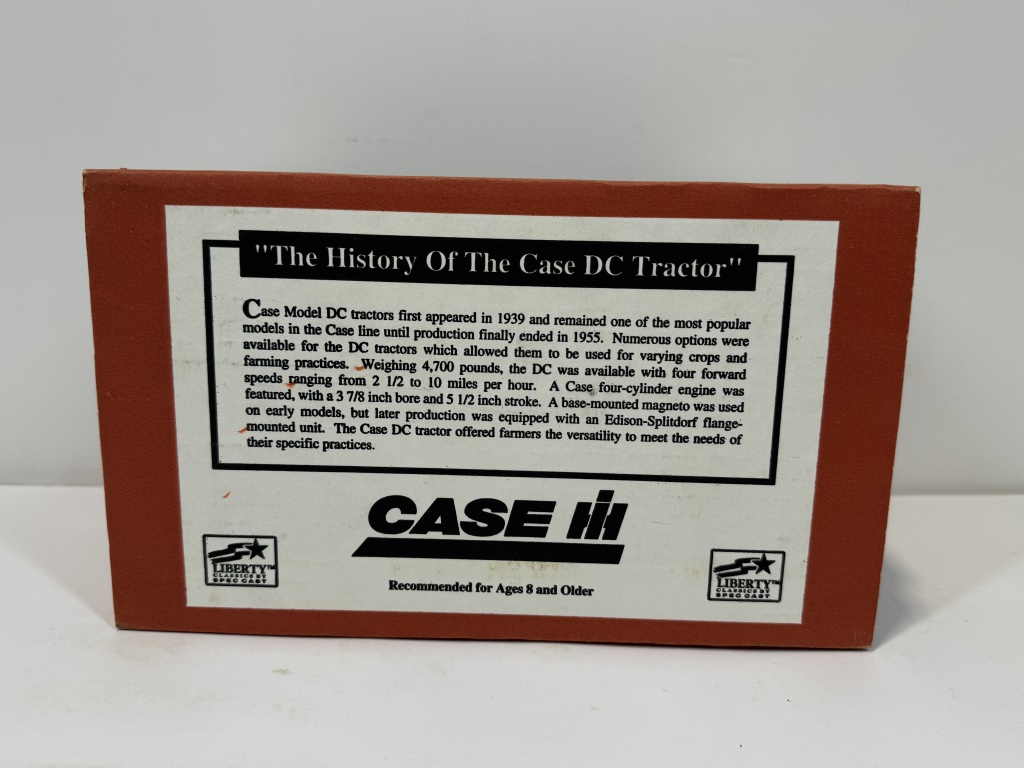 "The History Of The Case DC Tractor"
Case Model DC tractors first appeared in 1939 and remained one of the most popular
models in the Case line until production finally ended in 1955. Numerous options were
available for the DC tractors which allowed them to be used for varying crops and
farming practices. Weighing 4,700 pounds, the DC was available with four forward
speeds ranging from 2 1/2 to 10 miles per hour. A Case four-cylinder engine was
featured, with a 3 7/8 inch bore and 5 1/2 inch stroke. A base-mounted magneto was used
on early models, but later production was equipped with an Edison-Splitdorf flange-
mounted unit. The Case DC tractor offered farmers the versatility to meet the needs of
their specific practices.
CASE IH
LIBERTY™
CLASSICS BY
SPEC CAST
Recommended for Ages 8 and Older
LIBERTY™
CLASSICS BY
SPEC CAST